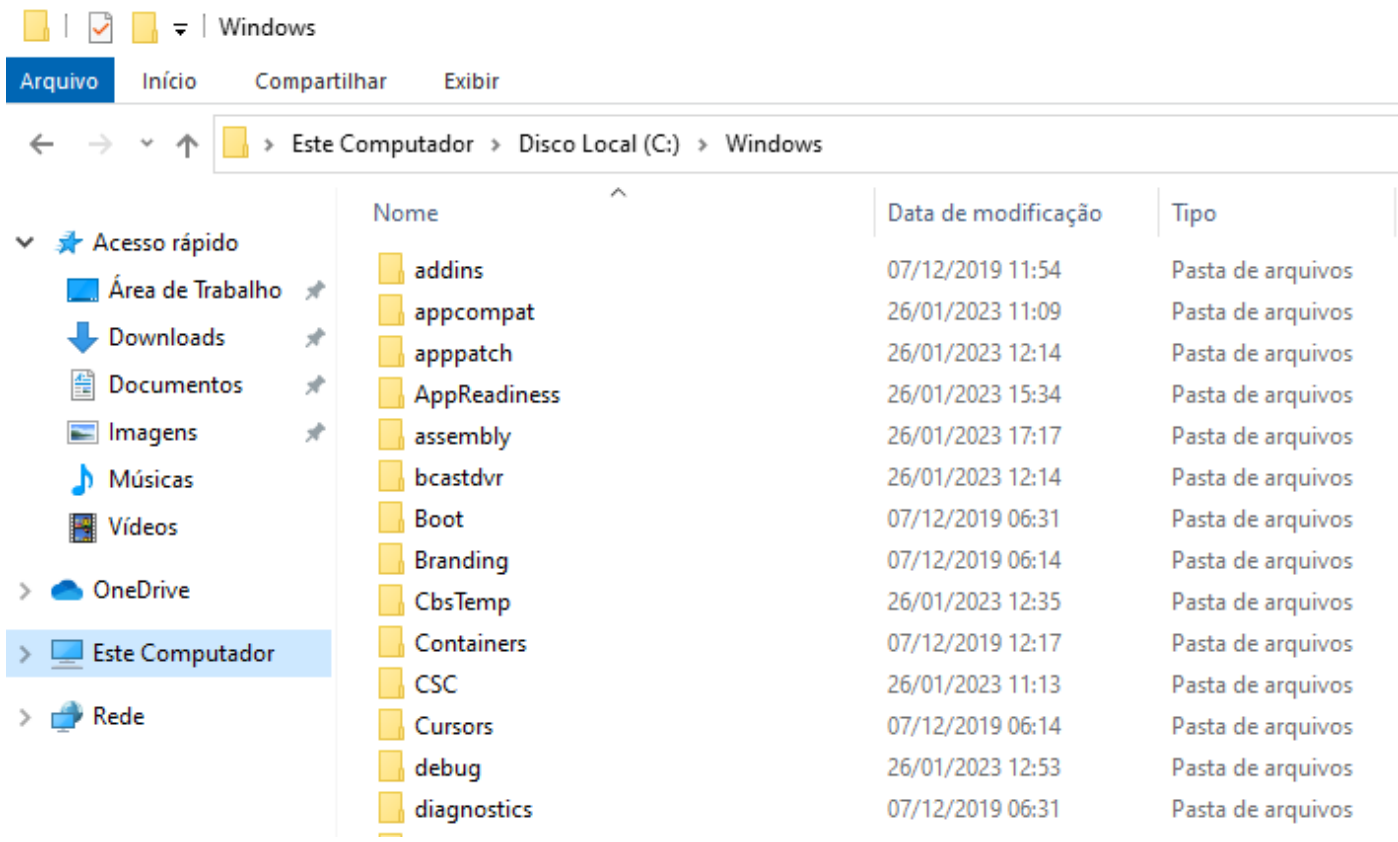 Windows
Arquivo Início Compartilhar Exibir
Este Computador > Disco Local (C:) > Windows
Nome Data de modificação Tipo
Acesso rápido
Área de Trabalho
Downloads
Documentos
Imagens
Músicas
Vídeos
OneDrive
Este Computador
Rede
addins 07/12/2019 11:54 Pasta de arquivos
appcompat 26/01/2023 11:09 Pasta de arquivos
apppatch 26/01/2023 12:14 Pasta de arquivos
AppReadiness 26/01/2023 15:34 Pasta de arquivos
assembly 26/01/2023 17:17 Pasta de arquivos
bcastdvr 26/01/2023 12:14 Pasta de arquivos
Boot 07/12/2019 06:31 Pasta de arquivos
Branding 07/12/2019 06:14 Pasta de arquivos
CbsTemp 26/01/2023 12:35 Pasta de arquivos
Containers 07/12/2019 12:17 Pasta de arquivos
CSC 26/01/2023 11:13 Pasta de arquivos
Cursors 07/12/2019 06:14 Pasta de arquivos
debug 26/01/2023 12:53 Pasta de arquivos
diagnostics 07/12/2019 06:31 Pasta de arquivos